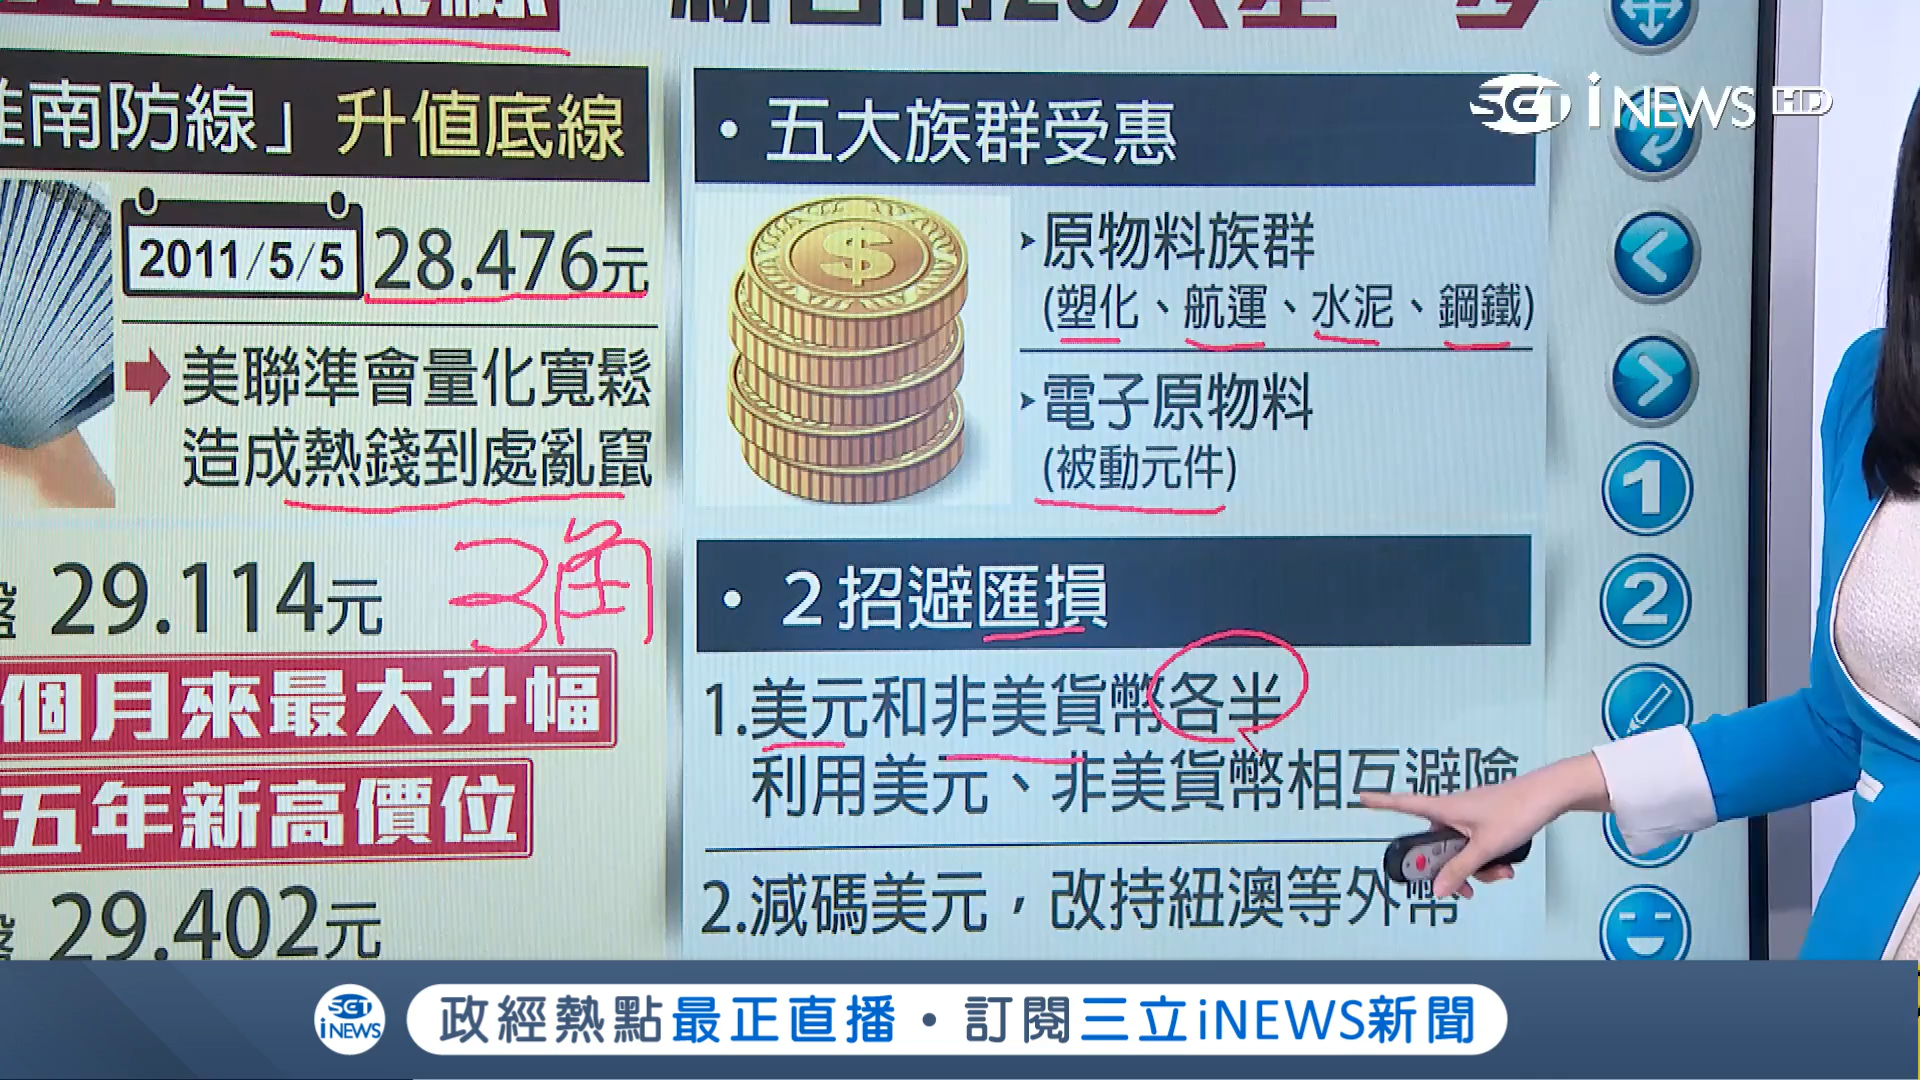 新台幣
南防線」升值底線
2011/5/5
28.476元
美聯準會量化寬鬆
造成熱錢到處亂竄
29.114元
3角
個月來最大升幅
五年新高價位
29.402元
• 五大族群受惠
原物料族群
(塑化、航運、水泥、鋼鐵)
電子原物料
(被動元件)
• 2招避匯損
1.美元和非美貨幣各半
利用美元、非美貨幣相互避險
2.減碼美元，改持紐澳等外幣
SET iNEWS HD
1
2
SET
iNEWS
政經熱點最正直播・訂閱三立iNEWS新聞